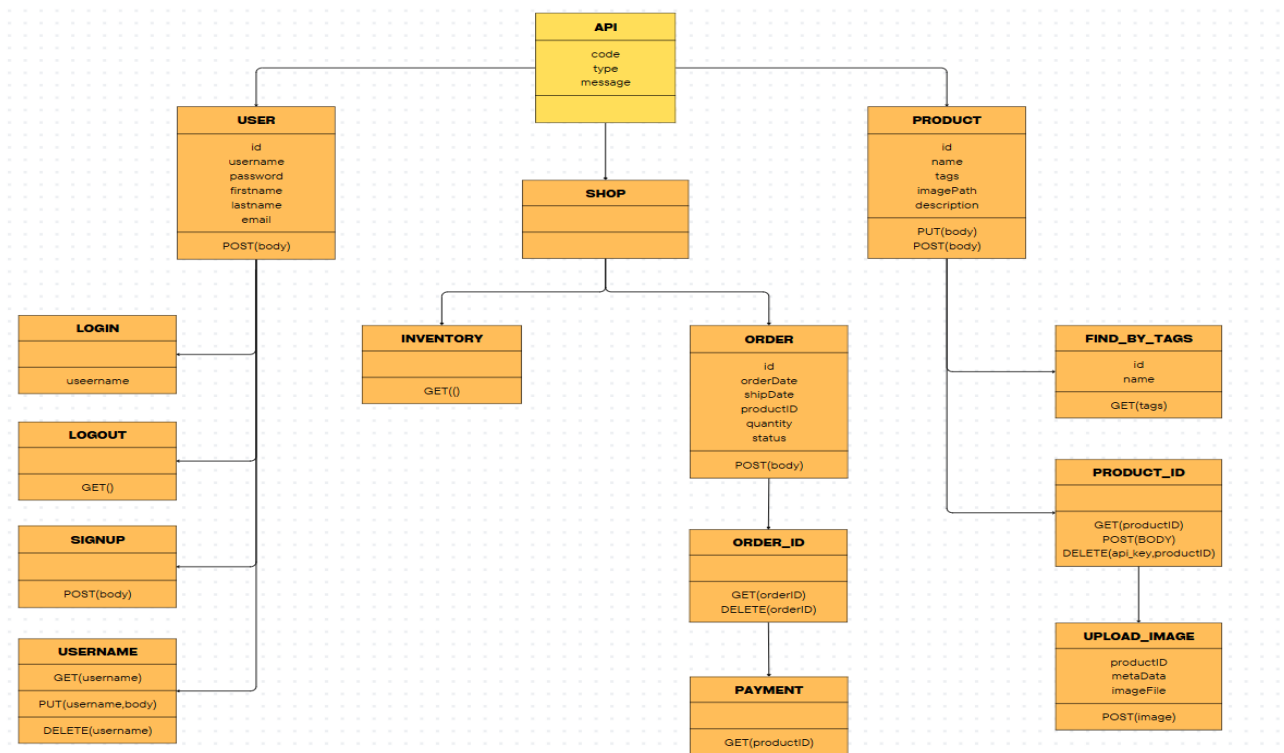 API
code
type
message
USER
id
username
password
firstname
lastname
email
POST(body)
SHOP
PRODUCT
id
name
tags
imagePath
description
PUT(body)
POST(body)
LOGIN
useername
LOGOUT
GET()
SIGNUP
POST(body)
USERNAME
GET(username)
PUT(username,body)
DELETE(username)
INVENTORY
GET(()
ORDER
id
orderDate
shipDate
productID
quantity
status
POST(body)
ORDER_ID
GET(orderID)
DELETE(orderID)
PAYMENT
GET(productID)
FIND_BY_TAGS
id
name
GET(tags)
PRODUCT_ID
GET(productID)
POST(BODY)
DELETE(api_key,productID)
UPLOAD_IMAGE
productID
metaData
imageFile
POST(image)